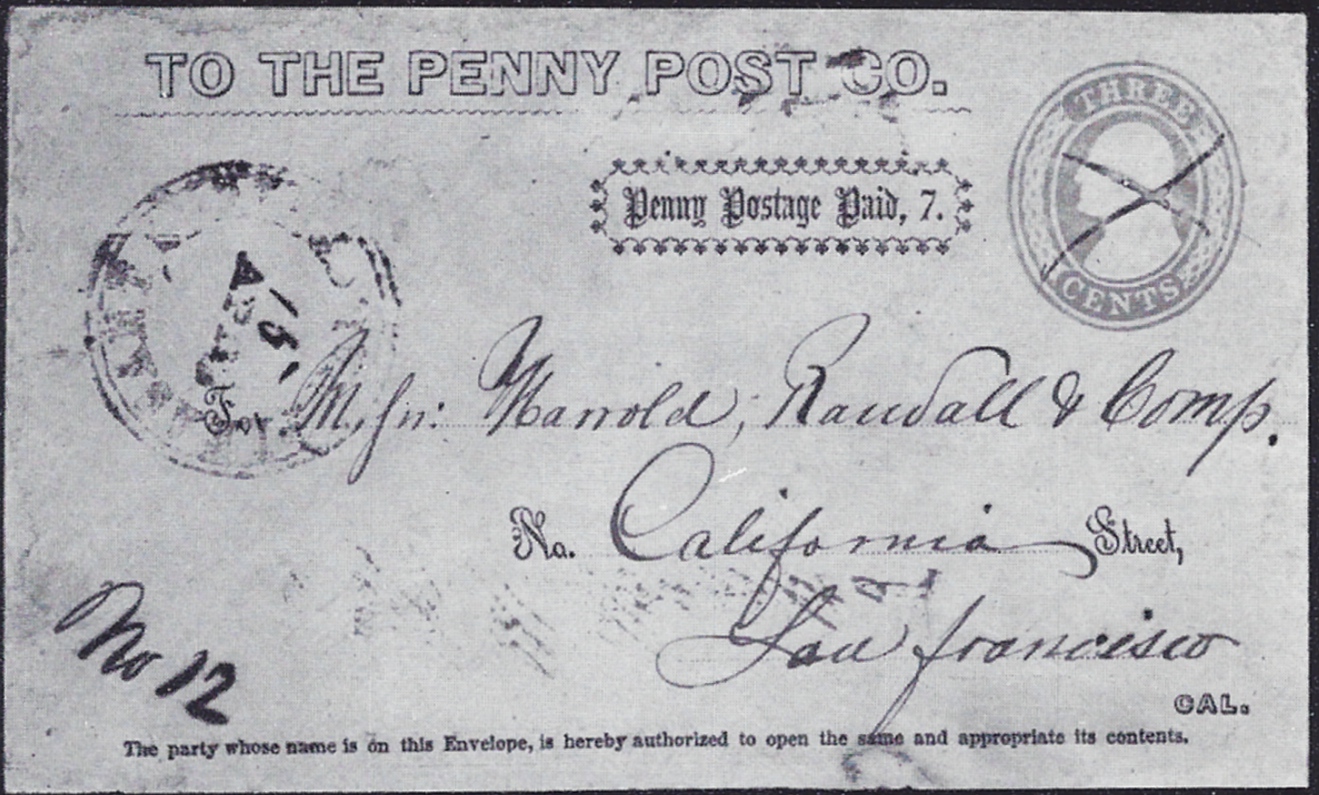 TO THE PENNY POST CO.
THREE
Penny Postage Paid, 7.
CENTS
For Messrs: Harrold, Randall & Comp.
No. California Street,
San francisco
No 12
CAL.
The party whose name is on this Envelope, is hereby authorized to open the same and appropriate its contents.